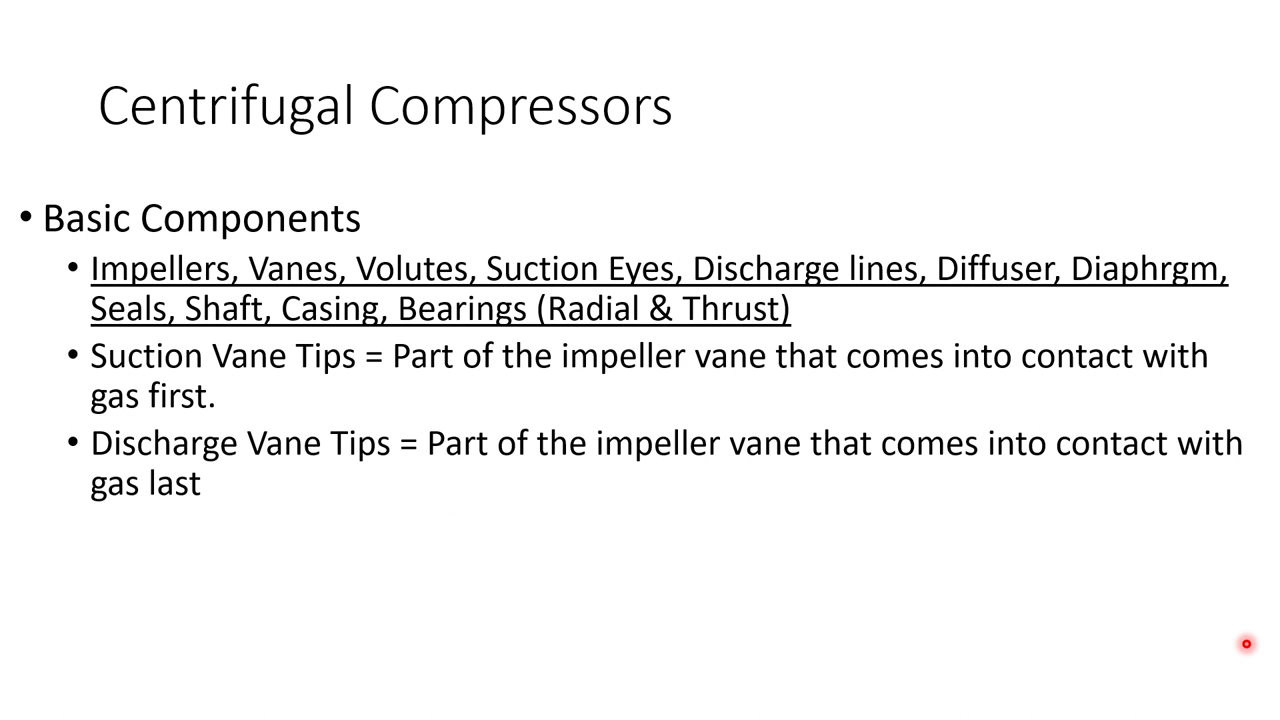 Centrifugal Compressors
• Basic Components
• Impellers, Vanes, Volutes, Suction Eyes, Discharge lines, Diffuser, Diaphrgm,
Seals, Shaft, Casing, Bearings (Radial & Thrust)
• Suction Vane Tips = Part of the impeller vane that comes into contact with
gas first.
• Discharge Vane Tips = Part of the impeller vane that comes into contact with
gas last